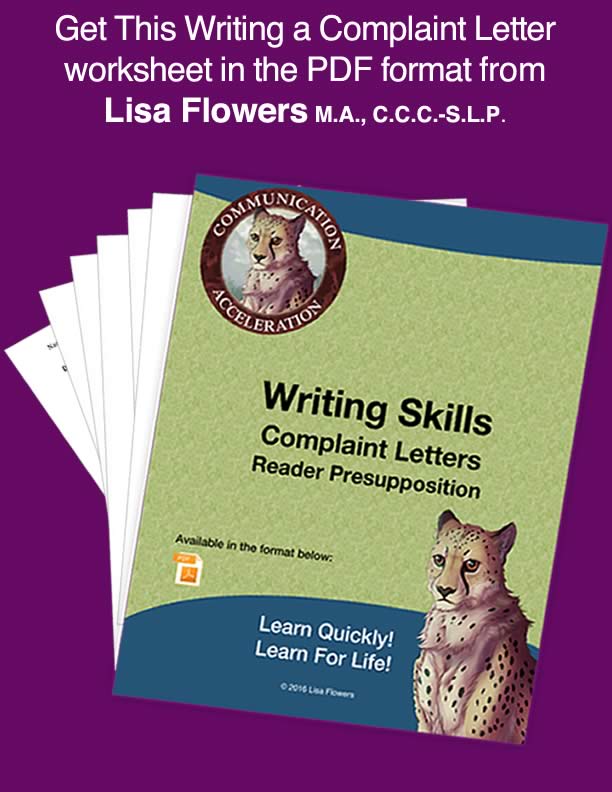 Get This Writing a Complaint Letter
worksheet in the PDF format from
Lisa Flowers M.A., C.C.C.-S.L.P.
COMMUNICATION
ACCELERATION
Writing Skills
Complaint Letters
Reader Presupposition
Available in the format below:
PDF
Learn Quickly!
Learn For Life!
© 2016 Lisa Flowers